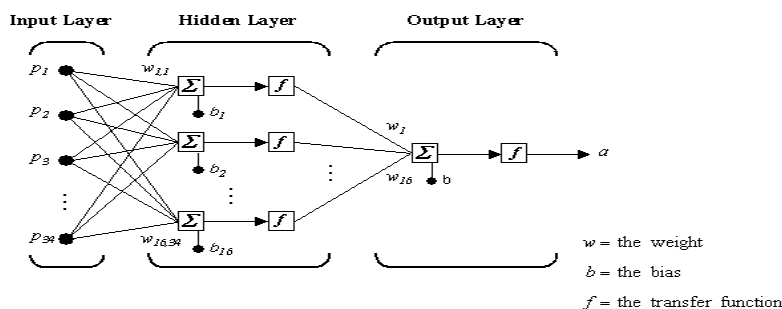 Input Layer Hidden Layer Output Layer
p1
w1,1
Σ f
b1
p2
w1
Σ f
b2
p3
Σ f a
w16
b
p34
Σ f
w16,34
b16
w = the weight
b = the bias
f = the transfer function